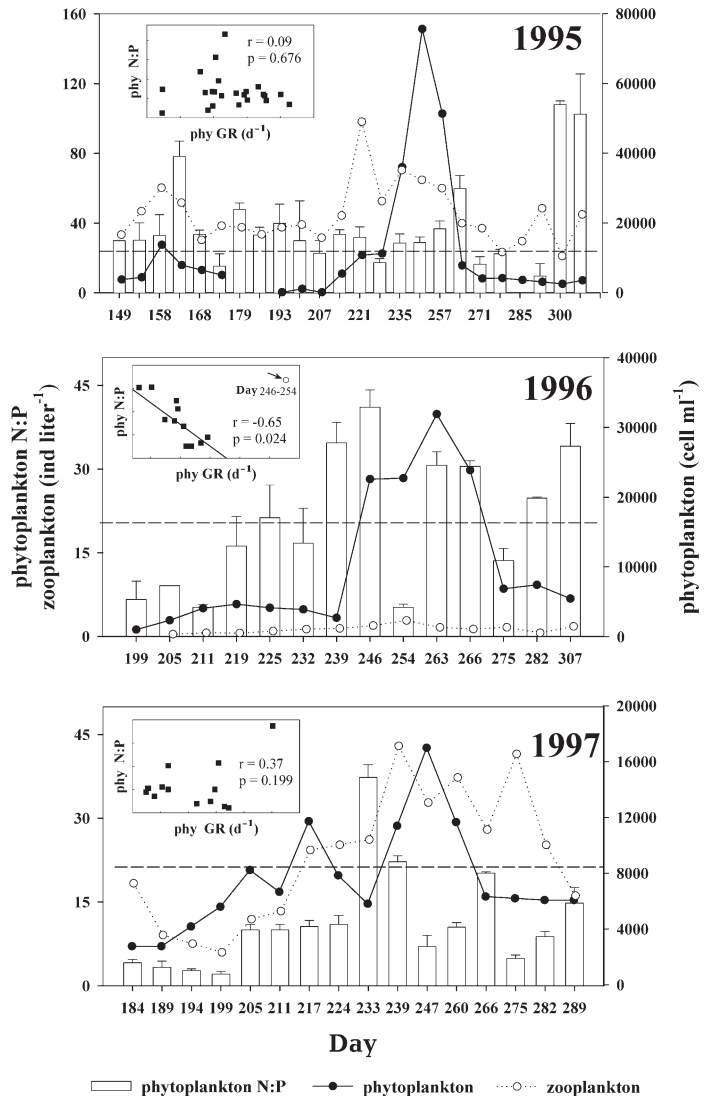 1995
160
120
80
40
0
80000
60000
40000
20000
0
phy N:P
r = 0.09
p = 0.676
phy GR (d⁻¹)
149 158 168 179 193 207 221 235 257 271 285 300
1996
45
30
15
0
40000
30000
20000
10000
0
phy N:P
Day 246-254
r = -0.65
p = 0.024
phy GR (d⁻¹)
199 205 211 219 225 232 239 246 254 263 266 275 282 307
phytoplankton N:P
zooplankton (ind liter⁻¹)
phytoplankton (cell ml⁻¹)
1997
45
30
15
0
20000
16000
12000
8000
4000
0
phy N:P
r = 0.37
p = 0.199
phy GR (d⁻¹)
184 189 194 199 205 211 217 224 233 239 247 260 266 275 282 289
Day
phytoplankton N:P phytoplankton zooplankton